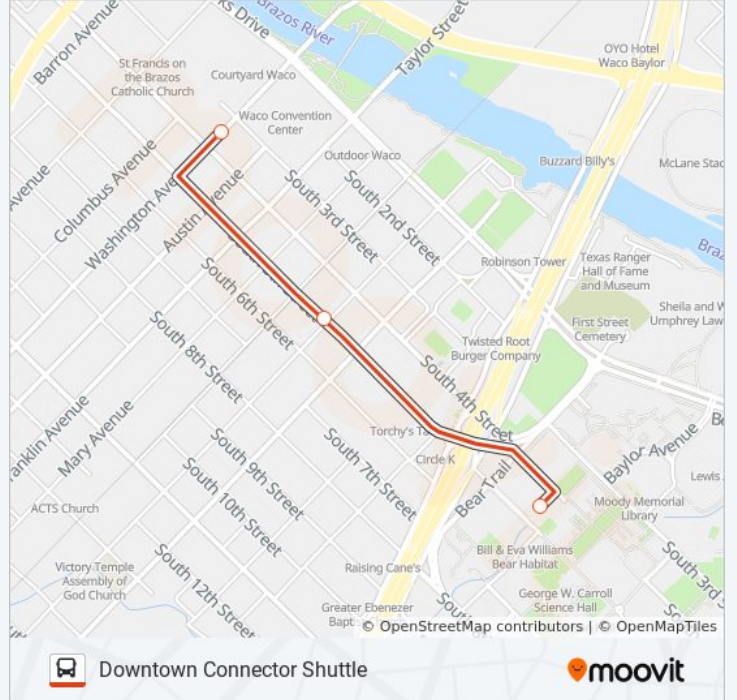 Barron Avenue
ks Drive
Brazos River
Taylor Street
OYO Hotel
Waco Baylor
St Francis on
the Brazos
Catholic Church
Courtyard Waco
Waco Convention
Center
Outdoor Waco
Buzzard Billy's
McLane Stad
Avenue
Columbus Avenue
Washington Ave
Austin Avenue
South 3rd Street
South 2nd Street
Robinson Tower
Texas Ranger
Hall of Fame
and Museum
Braz
South 6th Street
First Street
Cemetery
Sheila and W
Umphrey Law
South 8th Street
Twisted Root
Burger Company
South 4th Street
anklin Avenue
Mary Avenue
Torchy's Ta
Circle K
Bear Trail
Baylor Avenue
South 9th Street
South 7th Street
South 10th Street
Lewis
ACTS Church
Moody Memorial
Library
Bill & Eva Williams
Bear Habitat
South 3rd S
Victory Temple
Assembly of
God Church
South 12th Street
Raising Cane's
George W. Carroll
Science Hall
Greater Ebenezer
Bapt
Sou
© OpenStreetMap contributors | © OpenMapTiles
Downtown Connector Shuttle
moovit